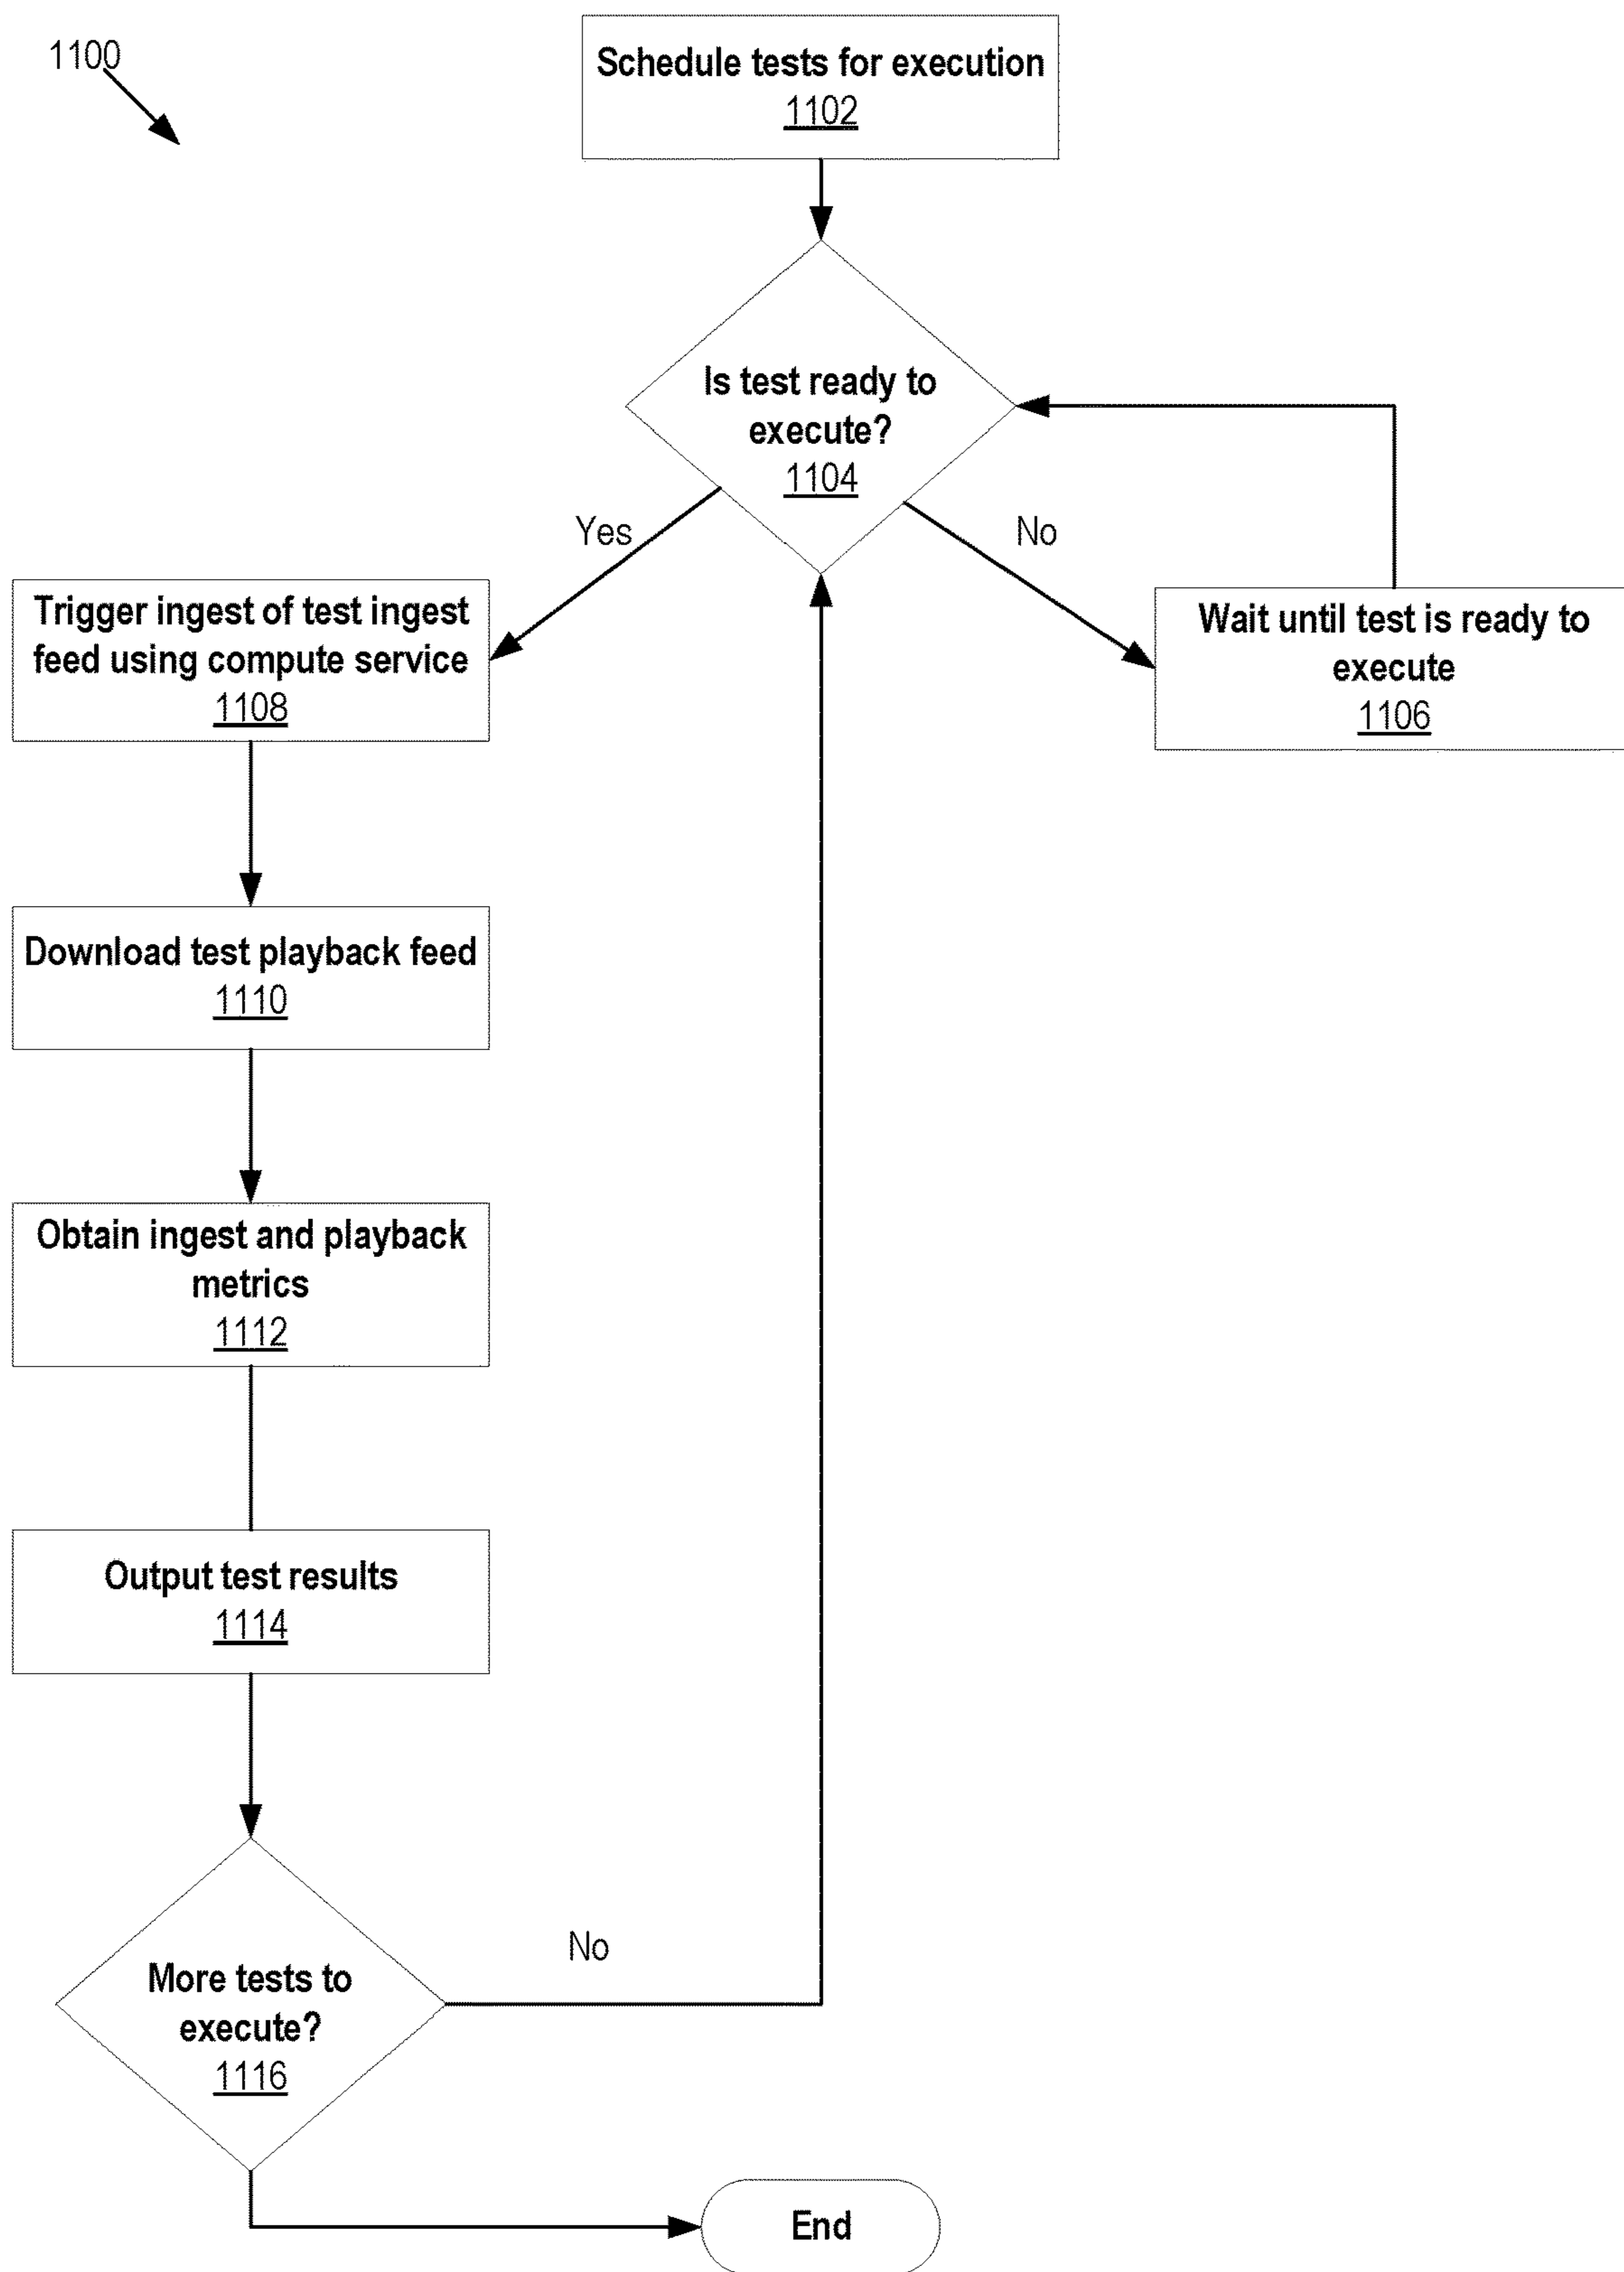 1100
Schedule tests for execution
1102
Is test ready to
execute?
1104
Yes
No
Trigger ingest of test ingest
feed using compute service
1108
Wait until test is ready to
execute
1106
Download test playback feed
1110
Obtain ingest and playback
metrics
1112
Output test results
1114
No
More tests to
execute?
1116
End